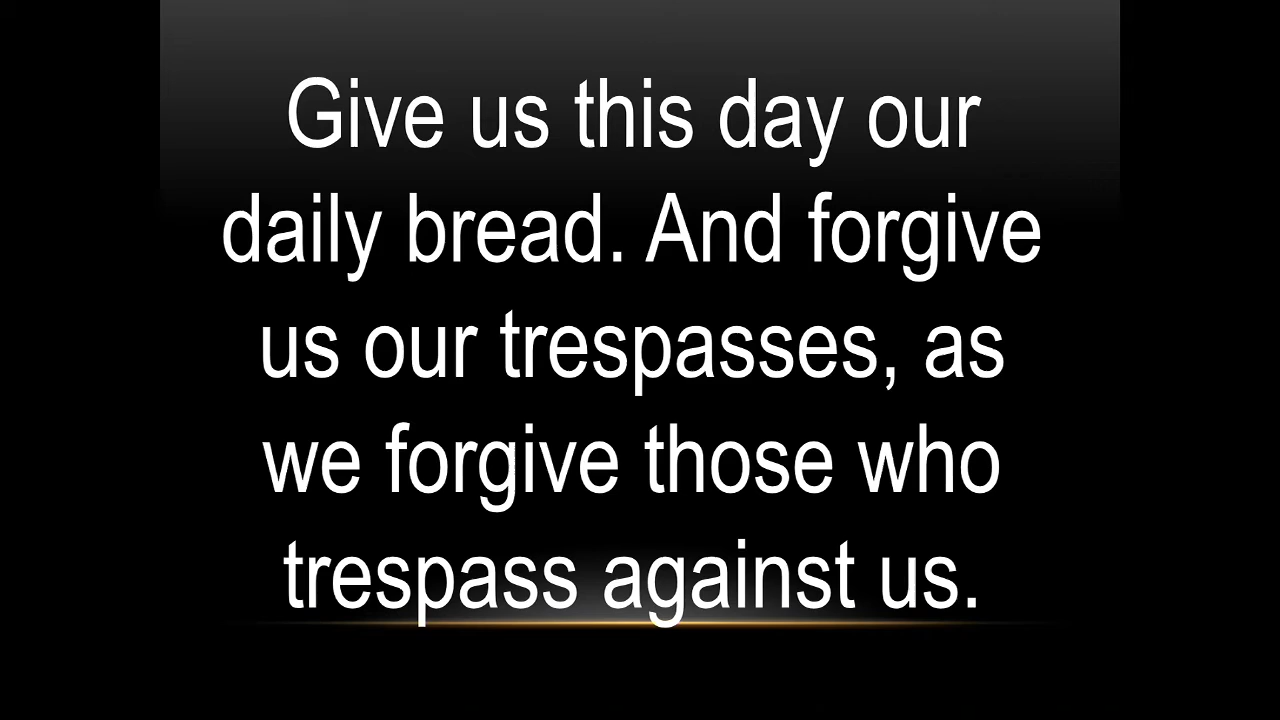 Give us this day our
daily bread. And forgive
us our trespasses, as
we forgive those who
trespass against us.